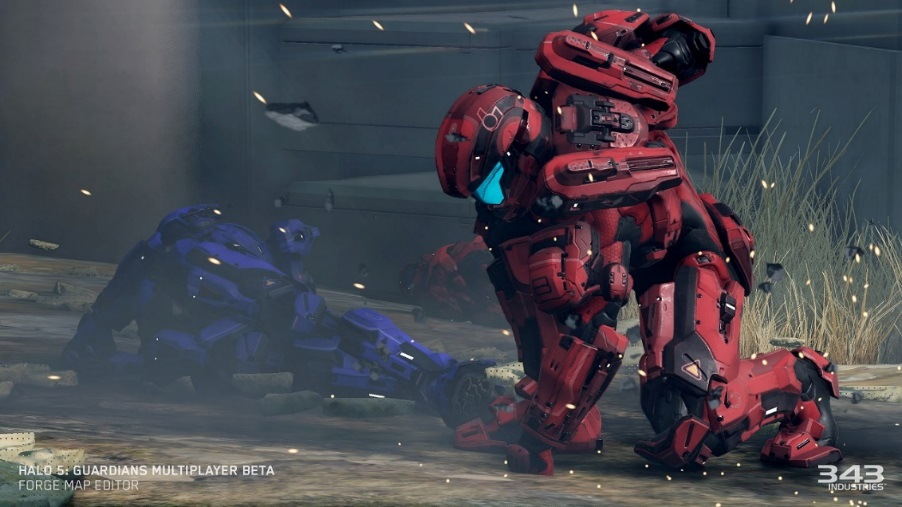 HALO 5: GUARDIANS MULTIPLAYER BETA
FORGE MAP EDITOR
343
INDUSTRIES